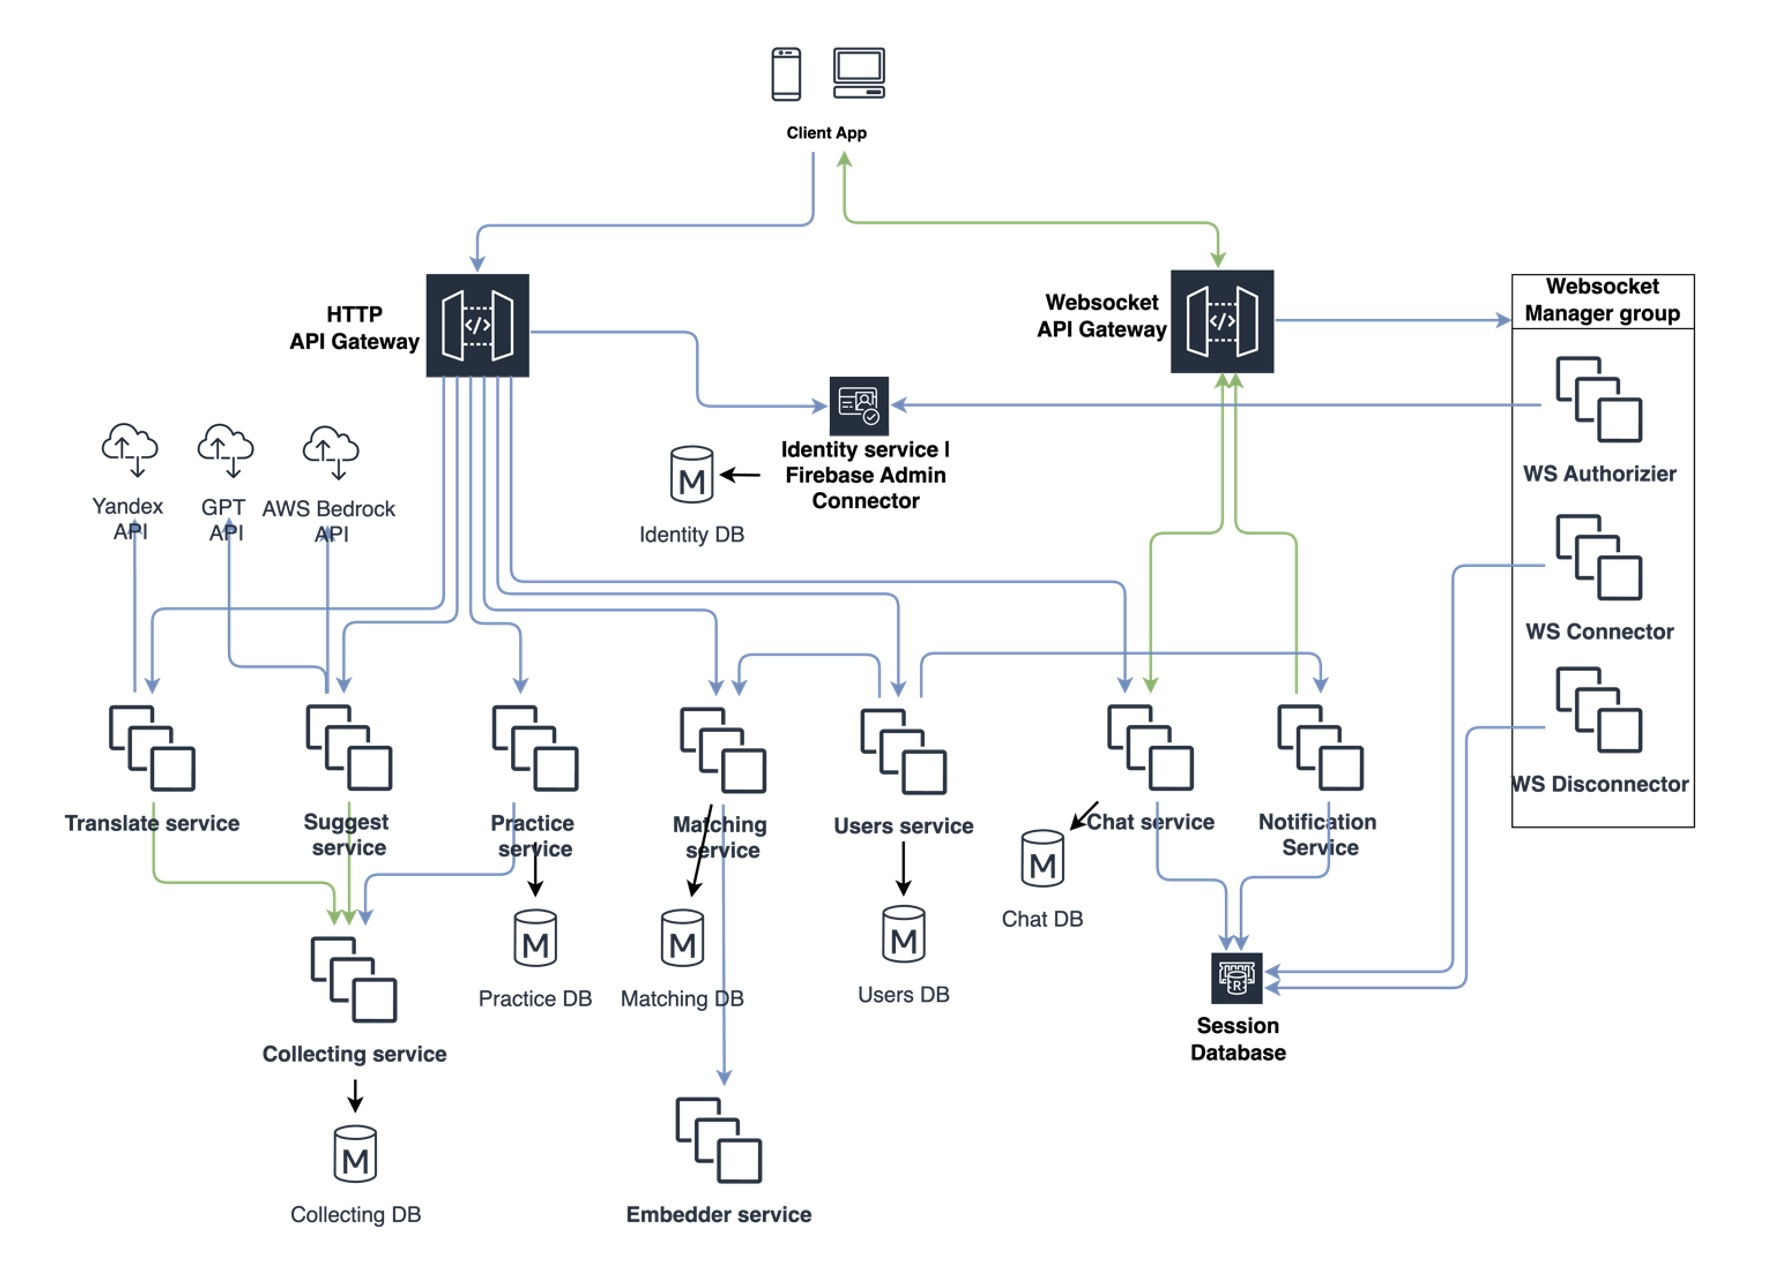 Client App
HTTP
API Gateway
Websocket
API Gateway
Websocket
Manager group
WS Authorizier
WS Connector
WS Disconnector
Identity service |
Firebase Admin
Connector
M
Identity DB
Yandex
API
GPT
API
AWS Bedrock
API
Translate service
Suggest
service
Practice
service
Matching
service
Users service
Chat service
Notification
Service
M
Chat DB
M
Practice DB
M
Matching DB
M
Users DB
R
Session
Database
Collecting service
M
Collecting DB
Embedder service